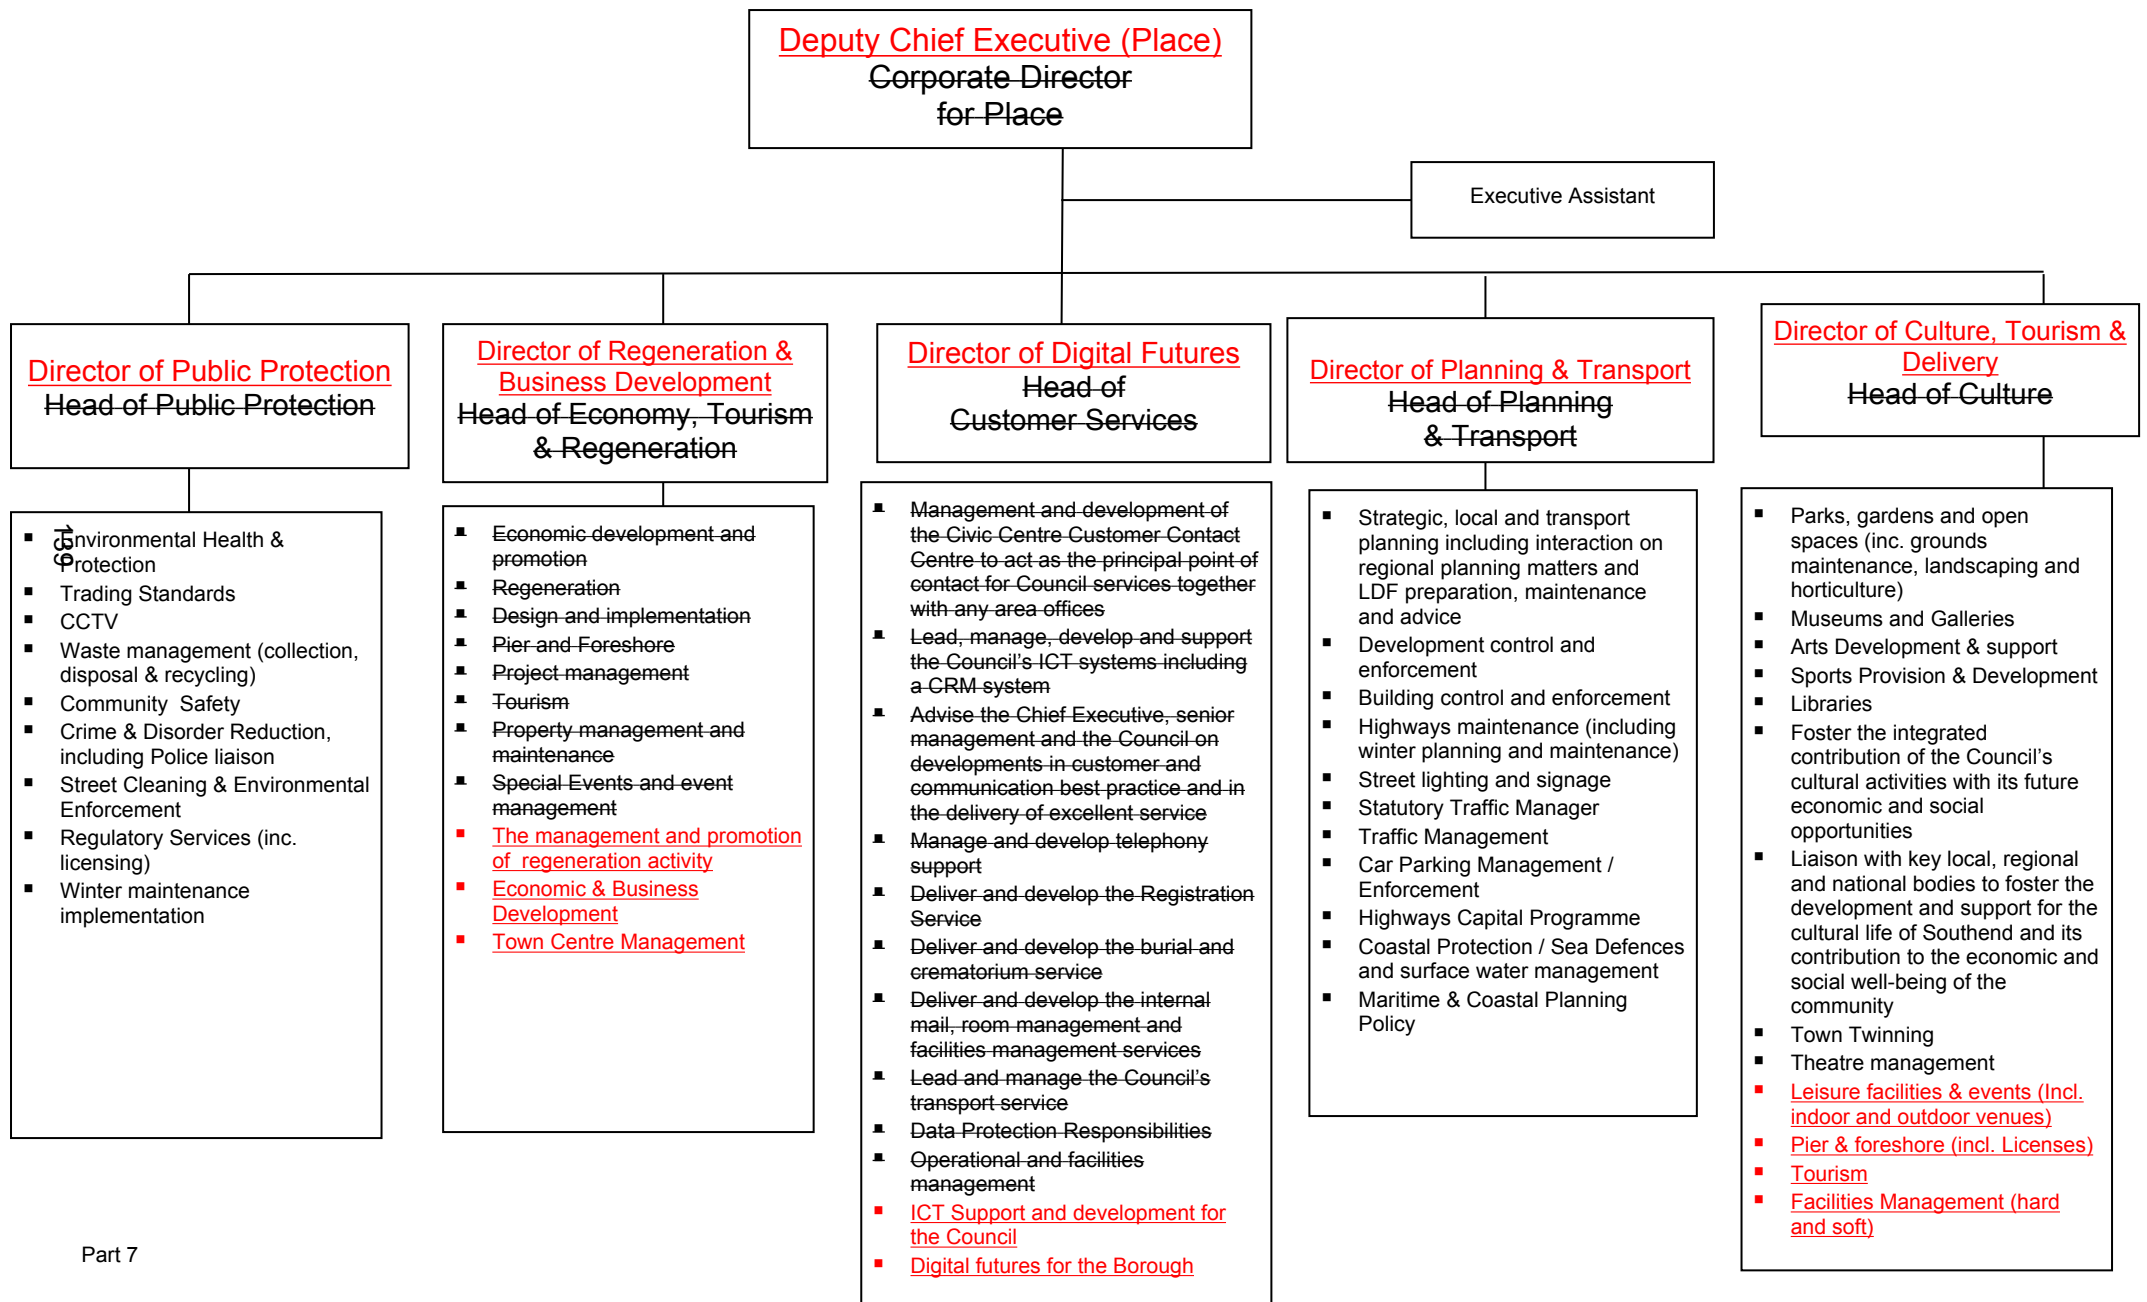 Deputy Chief Executive (Place)
Corporate Director
for Place
Executive Assistant
Director of Public Protection
Head of Public Protection
Director of Regeneration &
Business Development
Head of Economy, Tourism
& Regeneration
Director of Digital Futures
Head of
Customer Services
Director of Planning & Transport
Head of Planning
& Transport
Director of Culture, Tourism &
Delivery
Head of Culture
139
▪ Environmental Health &
Protection
▪ Trading Standards
▪ CCTV
▪ Waste management (collection,
disposal & recycling)
▪ Community Safety
▪ Crime & Disorder Reduction,
including Police liaison
▪ Street Cleaning & Environmental
Enforcement
▪ Regulatory Services (inc.
licensing)
▪ Winter maintenance
implementation
▪ Economic development and
promotion
▪ Regeneration
▪ Design and implementation
▪ Pier and Foreshore
▪ Project management
▪ Tourism
▪ Property management and
maintenance
▪ Special Events and event
management
▪ The management and promotion
of regeneration activity
▪ Economic & Business
Development
▪ Town Centre Management
▪ Management and development of
the Civic Centre Customer Contact
Centre to act as the principal point of
contact for Council services together
with any area offices
▪ Lead, manage, develop and support
the Council's ICT systems including
a CRM system
▪ Advise the Chief Executive, senior
management and the Council on
developments in customer and
communication best practice and in
the delivery of excellent service
▪ Manage and develop telephony
support
▪ Deliver and develop the Registration
Service
▪ Deliver and develop the burial and
crematorium service
▪ Deliver and develop the internal
mail, room management and
facilities management services
▪ Lead and manage the Council's
transport service
▪ Data Protection Responsibilities
▪ Operational and facilities
management
▪ ICT Support and development for
the Council
▪ Digital futures for the Borough
▪ Strategic, local and transport
planning including interaction on
regional planning matters and
LDF preparation, maintenance
and advice
▪ Development control and
enforcement
▪ Building control and enforcement
▪ Highways maintenance (including
winter planning and maintenance)
▪ Street lighting and signage
▪ Statutory Traffic Manager
▪ Traffic Management
▪ Car Parking Management /
Enforcement
▪ Highways Capital Programme
▪ Coastal Protection / Sea Defences
and surface water management
▪ Maritime & Coastal Planning
Policy
▪ Parks, gardens and open
spaces (inc. grounds
maintenance, landscaping and
horticulture)
▪ Museums and Galleries
▪ Arts Development & support
▪ Sports Provision & Development
▪ Libraries
▪ Foster the integrated
contribution of the Council's
cultural activities with its future
economic and social
opportunities
▪ Liaison with key local, regional
and national bodies to foster the
development and support for the
cultural life of Southend and its
contribution to the economic and
social well-being of the
community
▪ Town Twinning
▪ Theatre management
▪ Leisure facilities & events (Incl.
indoor and outdoor venues)
▪ Pier & foreshore (incl. Licenses)
▪ Tourism
▪ Facilities Management (hard
and soft)
Part 7